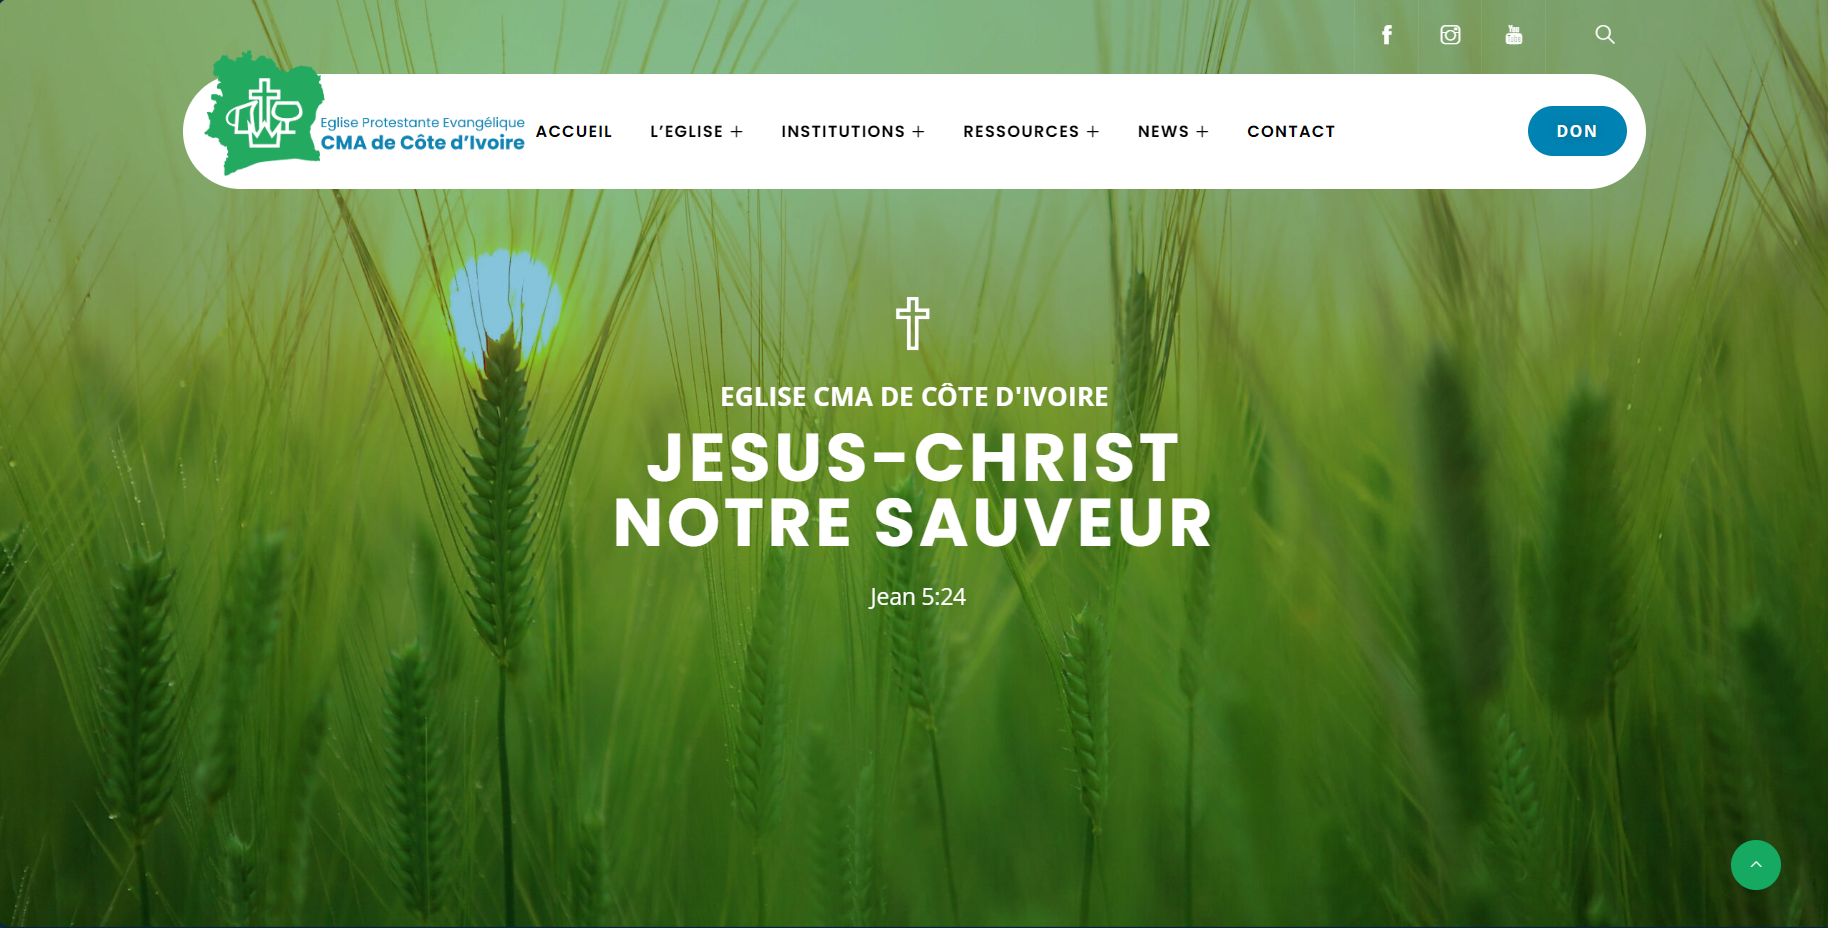 Eglise Protestante Evangélique
CMA de Côte d'Ivoire
ACCUEIL
L'EGLISE +
INSTITUTIONS +
RESSOURCES +
NEWS +
CONTACT
DON
EGLISE CMA DE CÔTE D'IVOIRE
JESUS-CHRIST
NOTRE SAUVEUR
Jean 5:24